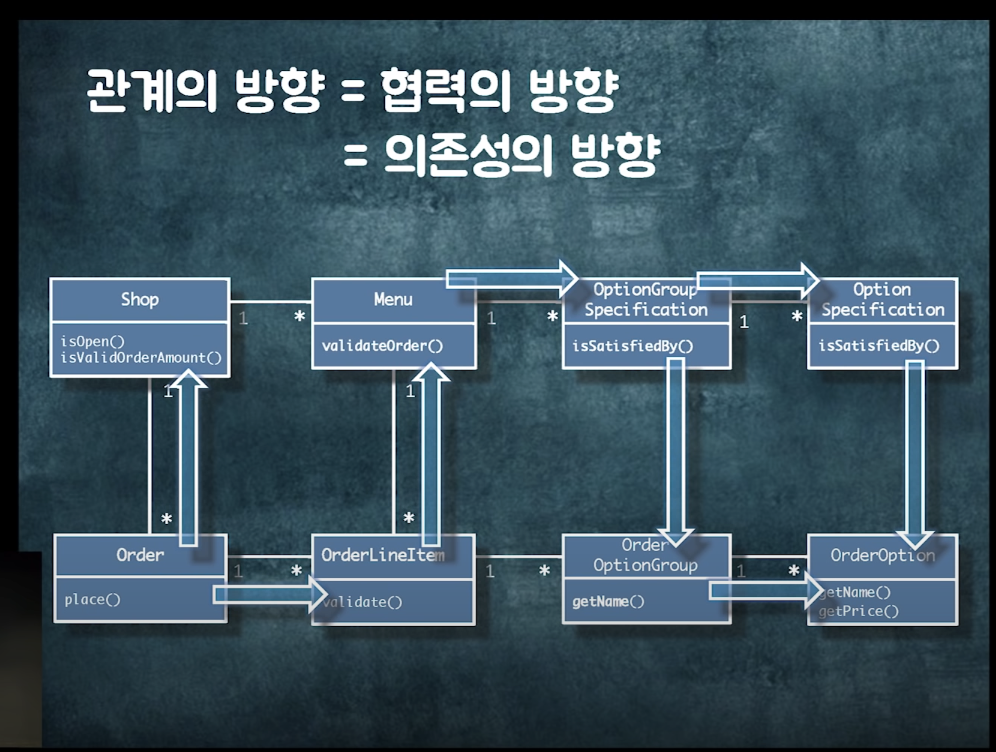 관계의 방향 = 협력의 방향
= 의존성의 방향
Shop
isOpen()
isValidOrderAmount()
1
*
Menu
validateOrder()
1
*
OptionGroup
Specification
isSatisfiedBy()
1
*
Option
Specification
isSatisfiedBy()
1
*
1
*
Order
place()
1
*
OrderLineItem
validate()
1
*
Order
OptionGroup
getName()
1
*
OrderOption
getName()
getPrice()